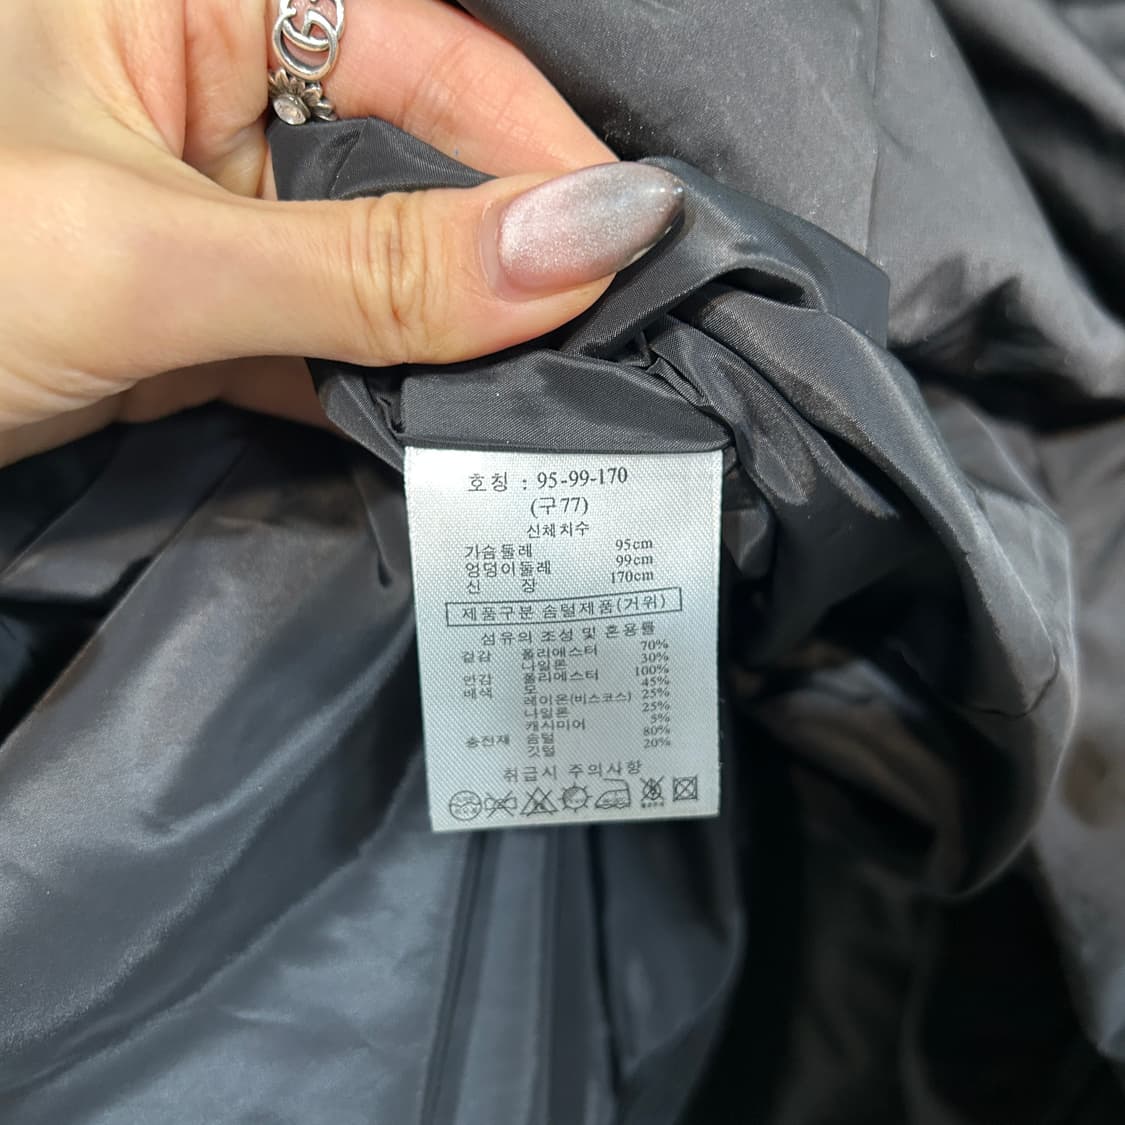 호칭 : 95-99-170
(구77)
신체치수
가슴둘레 95cm
엉덩이둘레 99cm
신 장 170cm
제품구분 솜털제품(거위)
섬유의 조성 및 혼용률
겉감 폴리에스터 70%
나일론 30%
안감 폴리에스터 100%
배색 모 45%
레이온(비스코스) 25%
나일론 25%
캐시미어 5%
충전재 솜털 80%
깃털 20%
취급시 주의사항